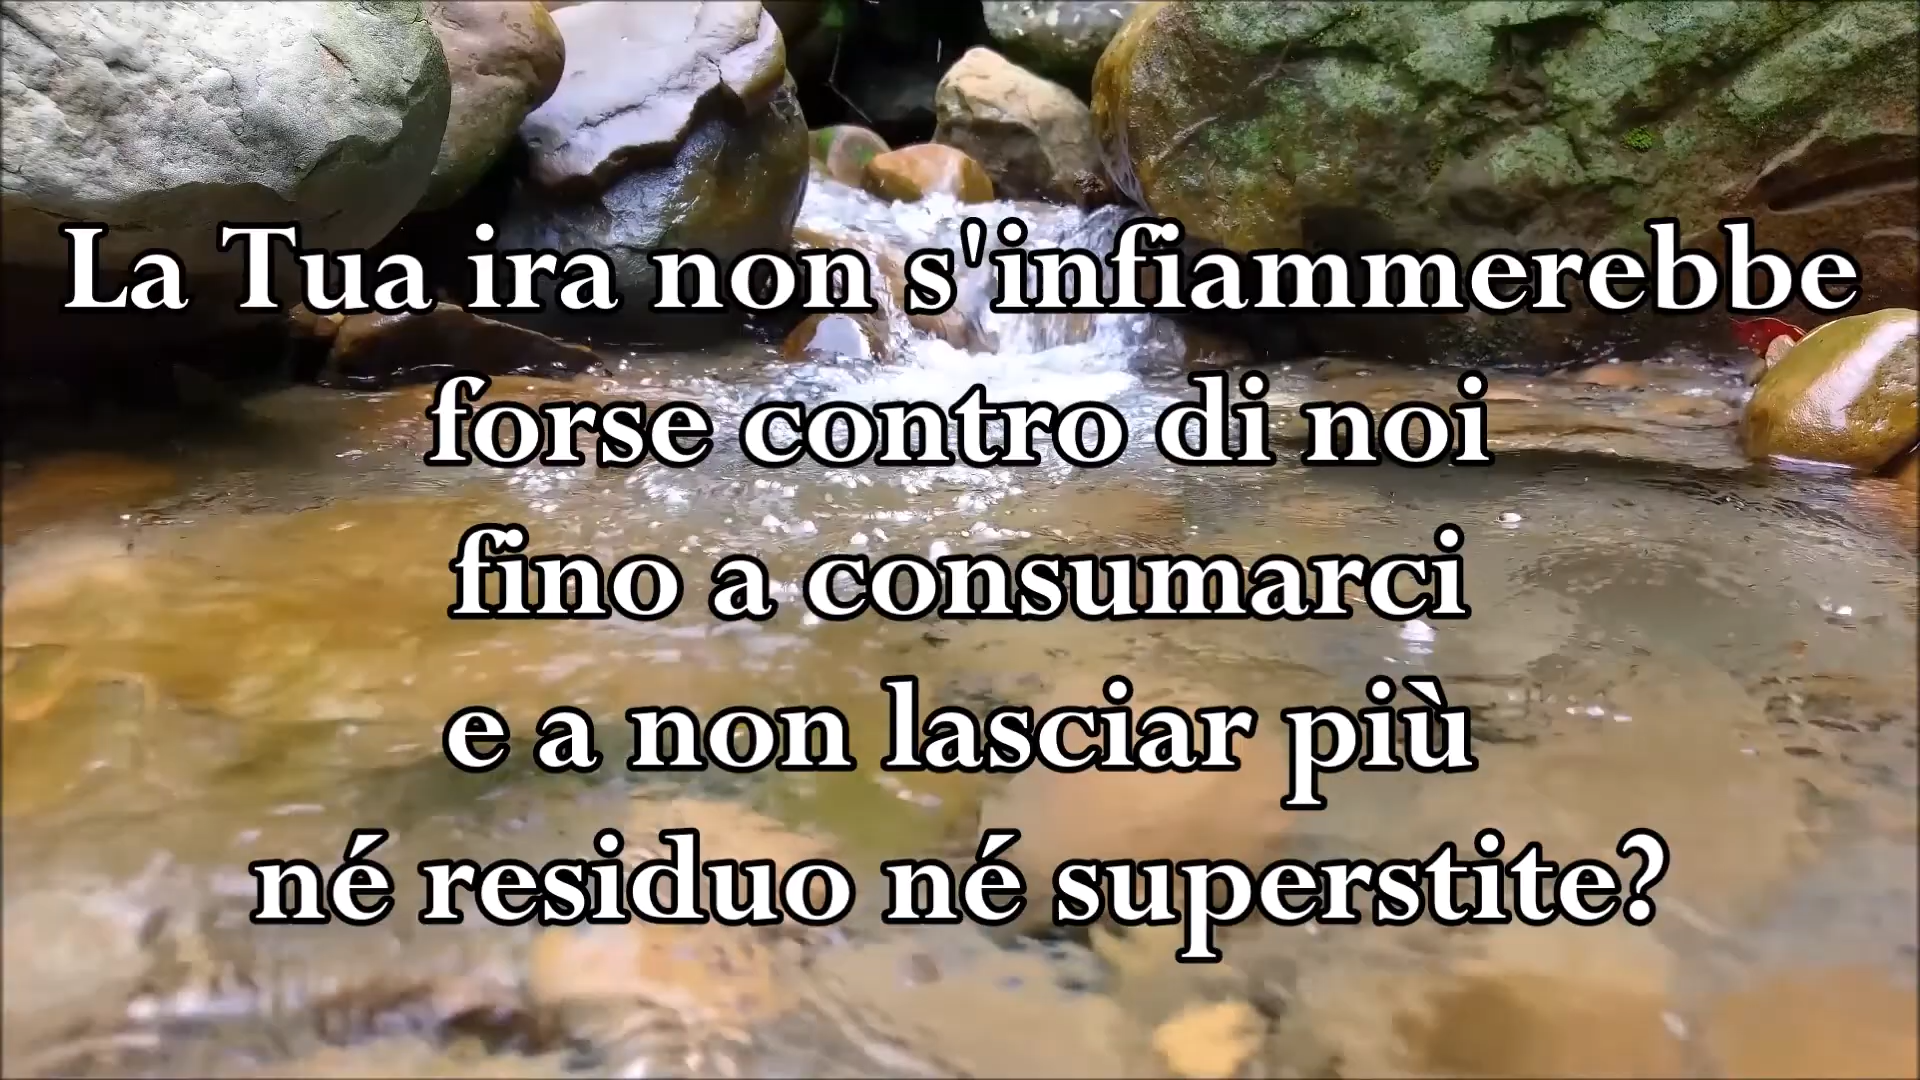 La Tua ira non s'infiammerebbe
forse contro di noi
fino a consumarci
e a non lasciar più
né residuo né superstite?